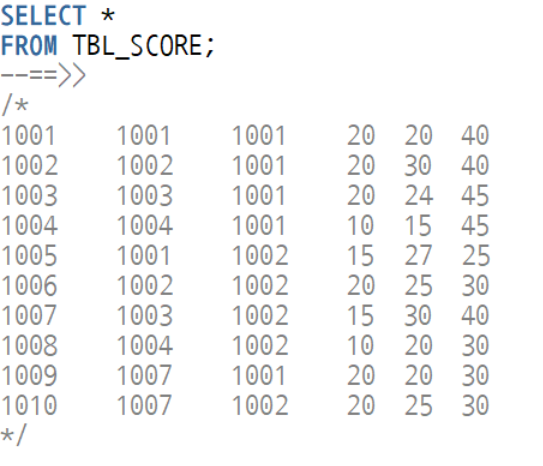 SELECT *
FROM TBL_SCORE;
--==>>
/*
1001 1001 1001 20 20 40
1002 1002 1001 20 30 40
1003 1003 1001 20 24 45
1004 1004 1001 10 15 45
1005 1001 1002 15 27 25
1006 1002 1002 20 25 30
1007 1003 1002 15 30 40
1008 1004 1002 10 20 30
1009 1007 1001 20 20 30
1010 1007 1002 20 25 30
*/